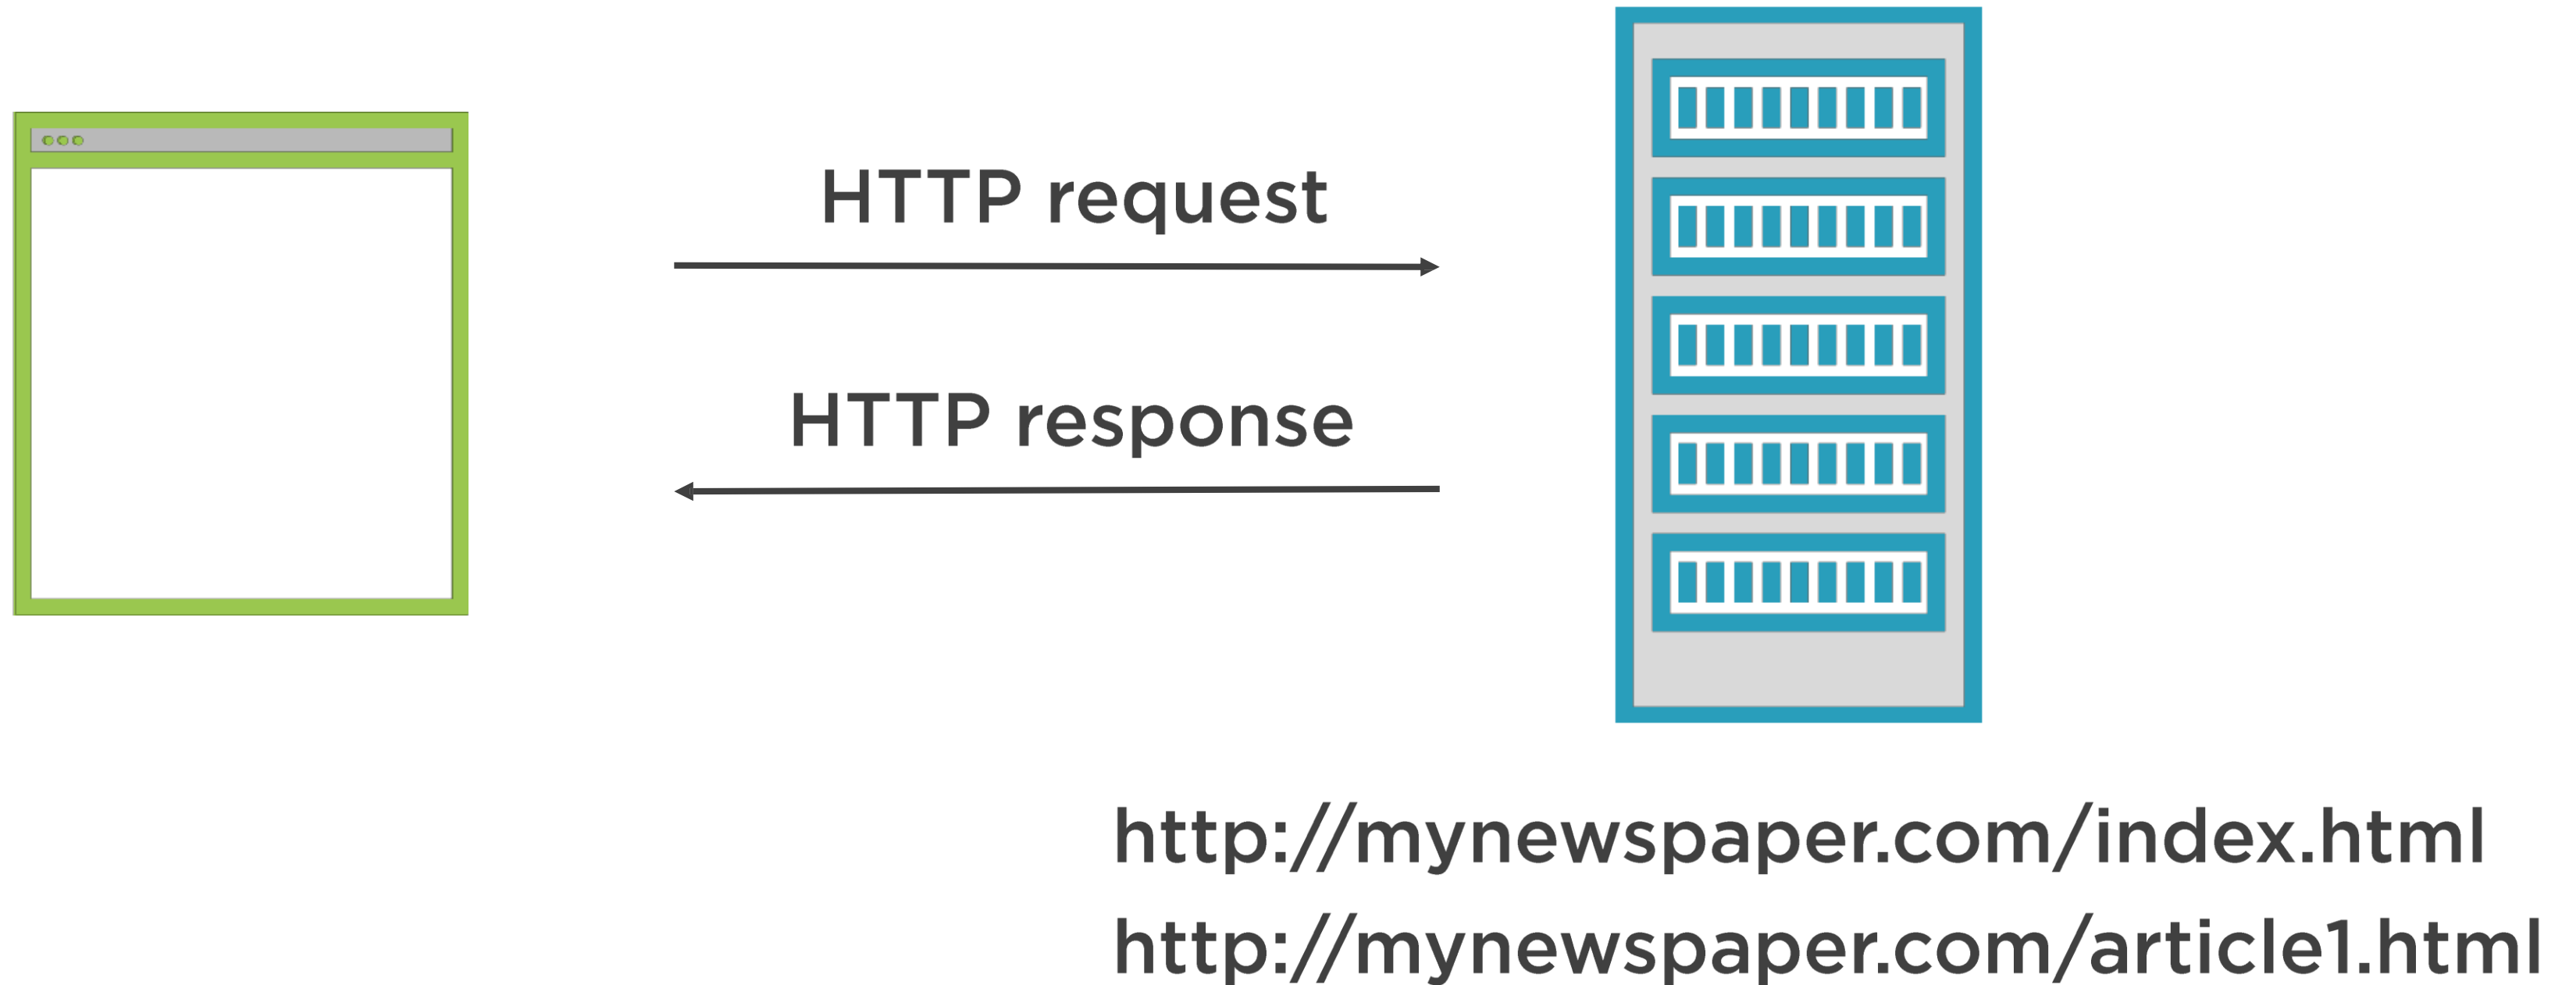 HTTP request
HTTP response
http://mynewspaper.com/index.html
http://mynewspaper.com/article1.html